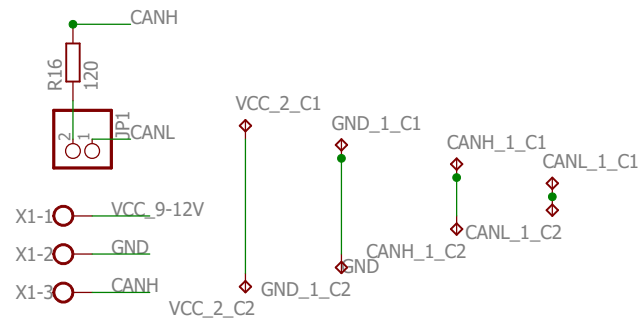 CANH
R16
120
JP1
2
1
CANL
VCC_2_C1
GND_1_C1
CANH_1_C1
CANL_1_C1
X1-1
VCC_9-12V
X1-2
GND
X1-3
CANH
CANL_1_C2
CANH_1_C2
GND
GND_1_C2
VCC_2_C2